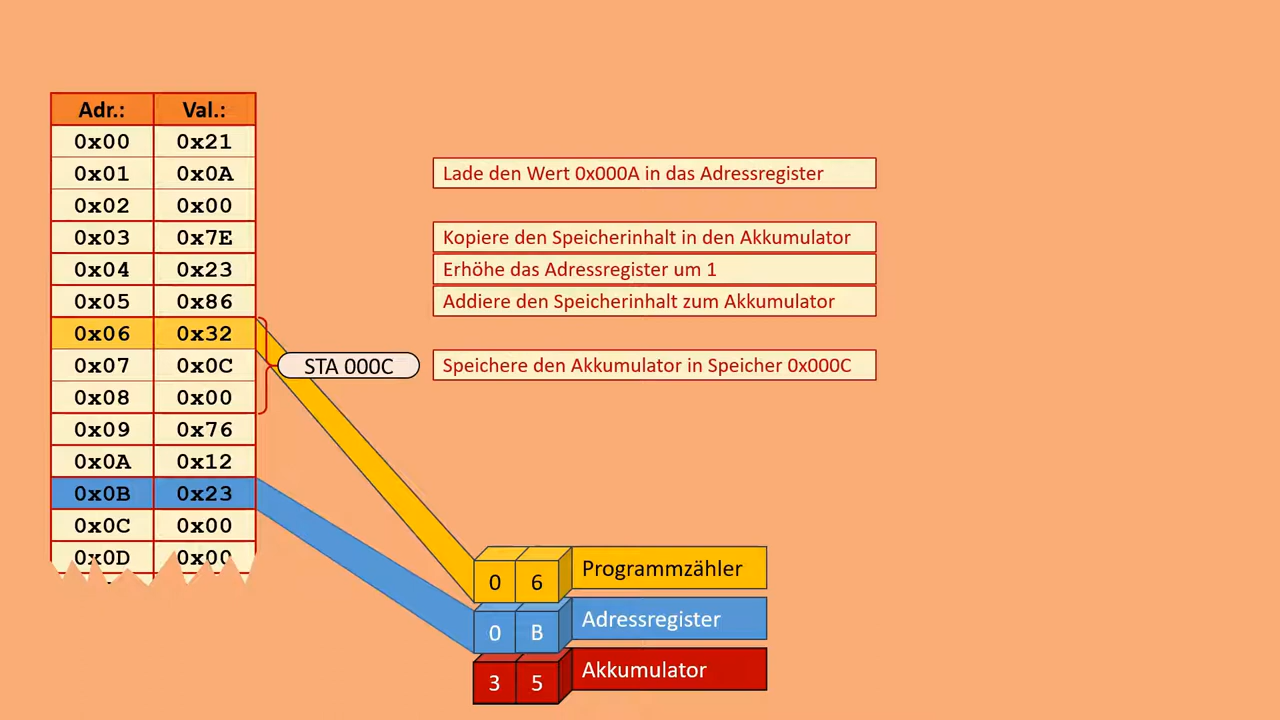 Adr.: Val.:
0x00 0x21
0x01 0x0A
Lade den Wert 0x000A in das Adressregister
0x02 0x00
0x03 0x7E
Kopiere den Speicherinhalt in den Akkumulator
0x04 0x23
Erhöhe das Adressregister um 1
0x05 0x86
Addiere den Speicherinhalt zum Akkumulator
0x06 0x32
0x07 0x0C
STA 000C
Speichere den Akkumulator in Speicher 0x000C
0x08 0x00
0x09 0x76
0x0A 0x12
0x0B 0x23
0x0C 0x00
0x0D 0x00
0 6 Programmzähler
0 B Adressregister
3 5 Akkumulator